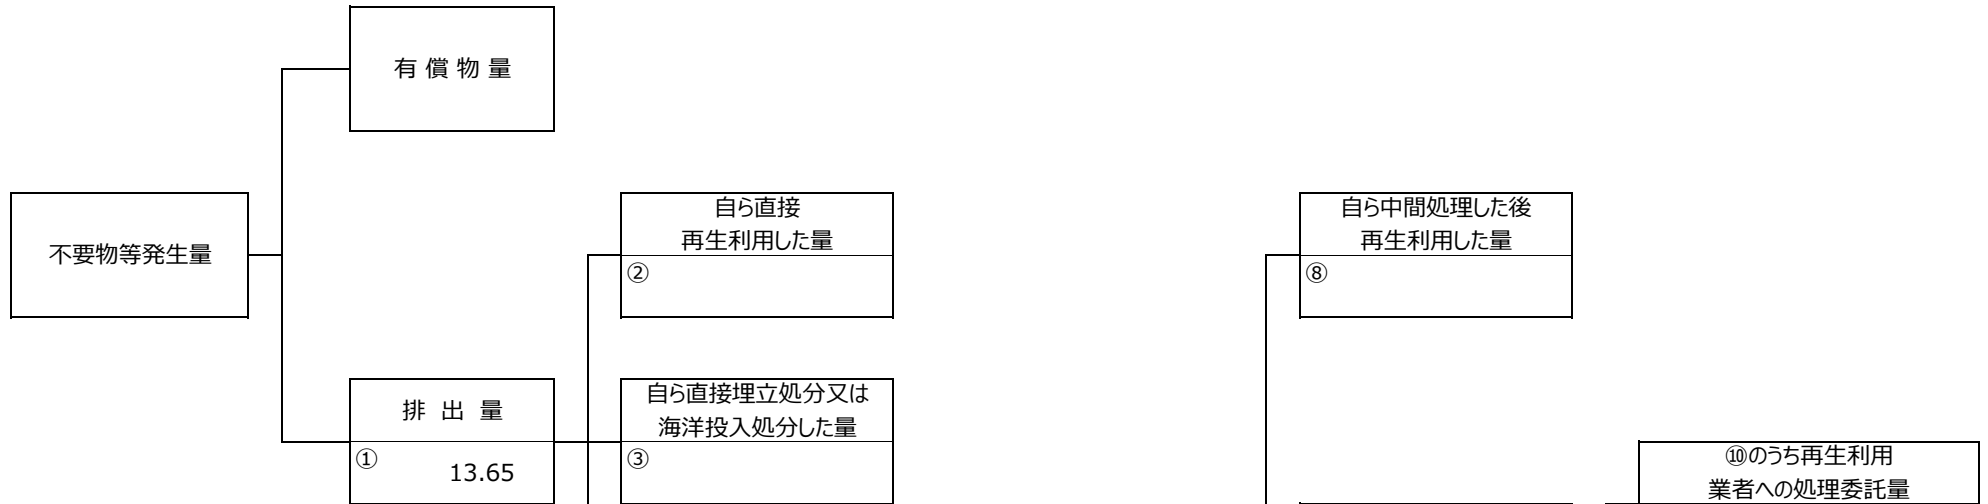 有 償 物 量
不要物等発生量
自ら直接
再生利用した量
②
自ら中間処理した後
再生利用した量
⑧
排 出 量
① 13.65
自ら直接埋立処分又は
海洋投入処分した量
③
⑩のうち再生利用
業者への処理委託量